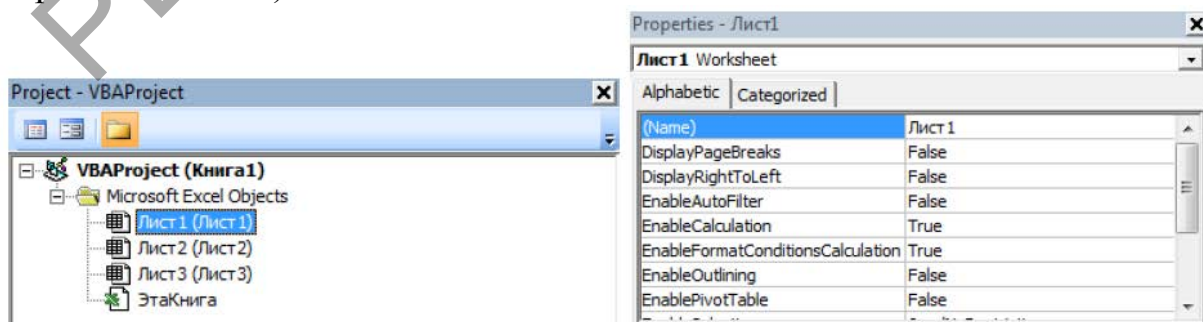 Project - VBAProject
VBAProject (Книга1)
Microsoft Excel Objects
Лист1 (Лист1)
Лист2 (Лист2)
Лист3 (Лист3)
ЭтаКнига
Properties - Лист1
Лист1 Worksheet
Alphabetic Categorized
(Name) Лист1
DisplayPageBreaks False
DisplayRightToLeft False
EnableAutoFilter False
EnableCalculation True
EnableFormatConditionsCalculation True
EnableOutlining False
EnablePivotTable False